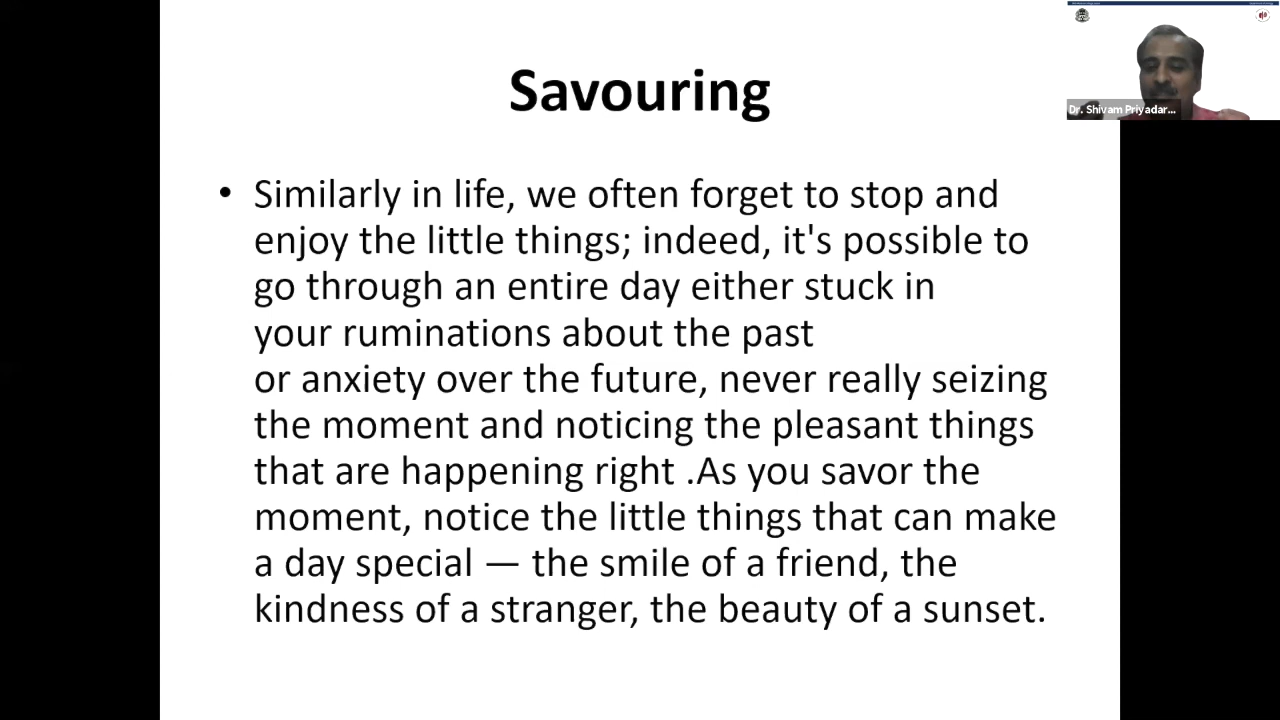 Savouring
Dr. Shivam Priyadar...
• Similarly in life, we often forget to stop and
enjoy the little things; indeed, it's possible to
go through an entire day either stuck in
your ruminations about the past
or anxiety over the future, never really seizing
the moment and noticing the pleasant things
that are happening right .As you savor the
moment, notice the little things that can make
a day special — the smile of a friend, the
kindness of a stranger, the beauty of a sunset.